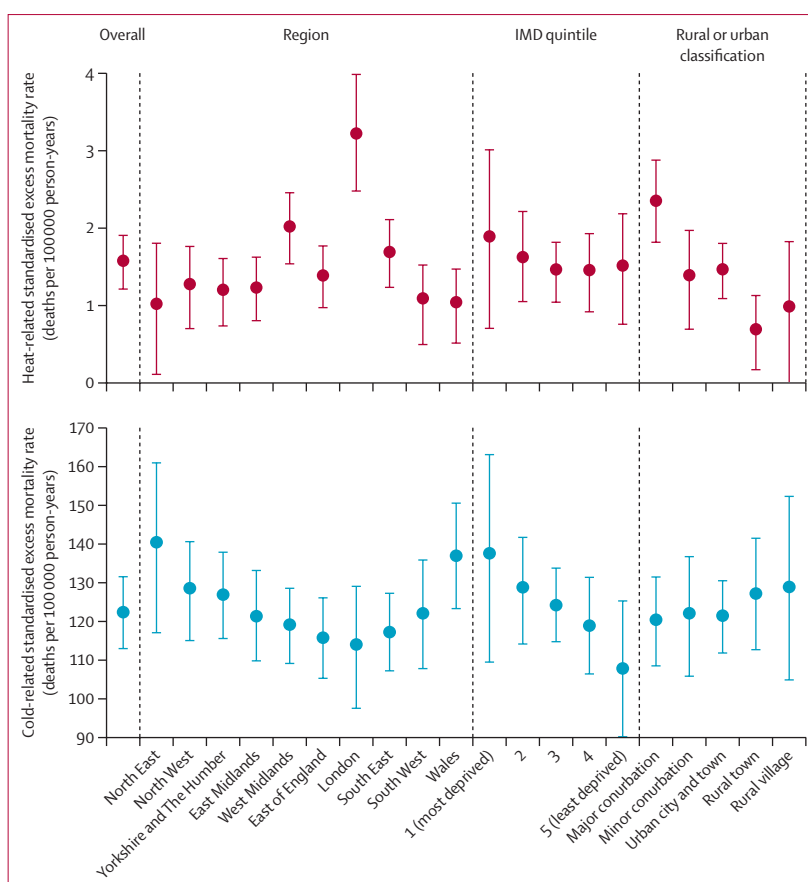 Overall
Region
IMD quintile
Rural or urban
classification
Heat-related standardised excess mortality rate
(deaths per 100 000 person-years)
4
3
2
1
0
Cold-related standardised excess mortality rate
(deaths per 100 000 person-years)
170
160
150
140
130
120
110
100
90
North East
North West
Yorkshire and The Humber
East Midlands
West Midlands
East of England
London
South East
South West
Wales
1 (most deprived)
2
3
4
5 (least deprived)
Major conurbation
Minor conurbation
Urban city and town
Rural town
Rural village